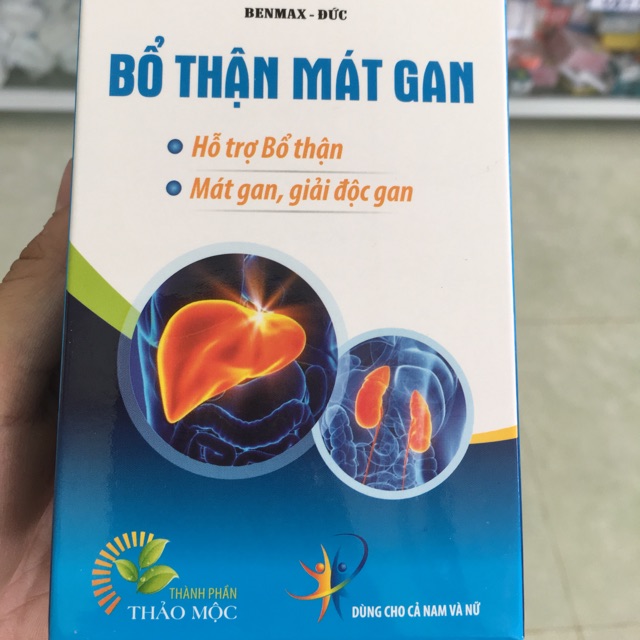 BENMAX - ĐỨC
BỔ THẬN MÁT GAN
Hỗ trợ Bổ thận
Mát gan, giải độc gan
THÀNH PHẦN
THẢO MỘC
DÙNG CHO CẢ NAM VÀ NỮ